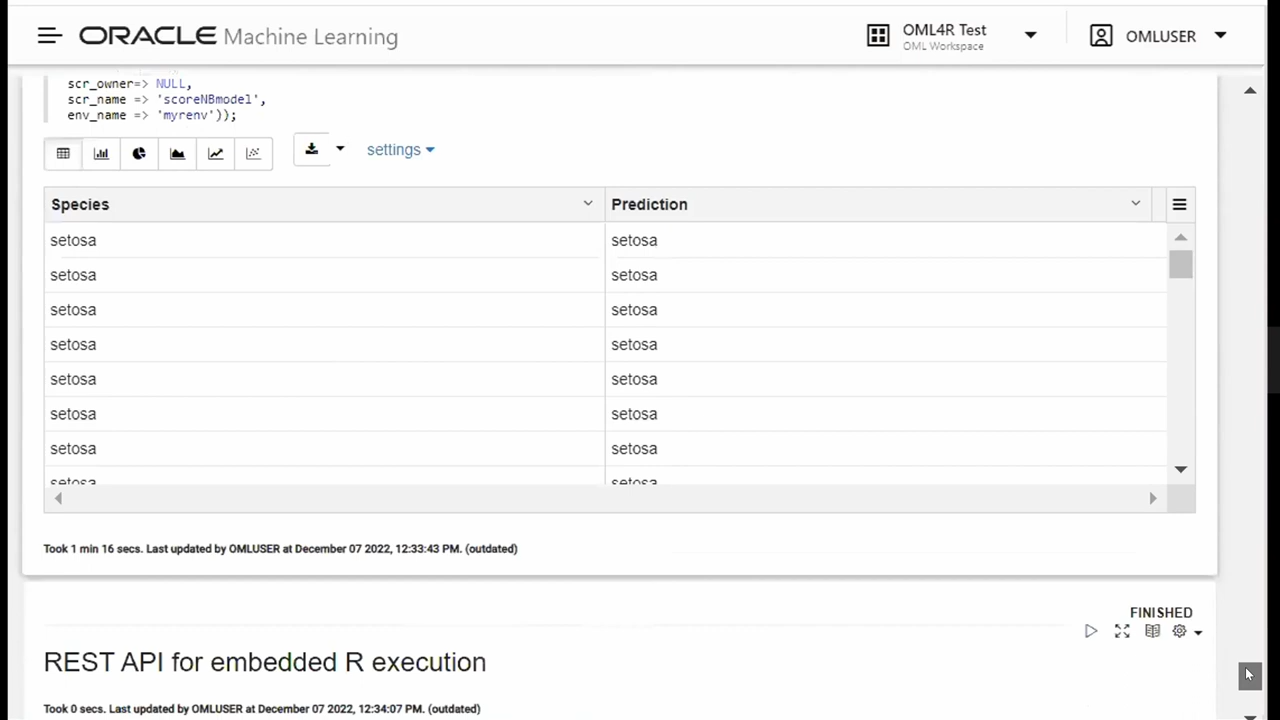 ORACLE Machine Learning
OML4R Test
OML Workspace
OMLUSER
scr_owner=> NULL,
scr_name => 'scoreNBmodel',
env_name => 'myrenv'));
settings
Species Prediction
setosa setosa
setosa setosa
setosa setosa
setosa setosa
setosa setosa
setosa setosa
setosa setosa
setosa setosa
Took 1 min 16 secs. Last updated by OMLUSER at December 07 2022, 12:33:43 PM. (outdated)
FINISHED
REST API for embedded R execution
Took 0 secs. Last updated by OMLUSER at December 07 2022, 12:34:07 PM. (outdated)